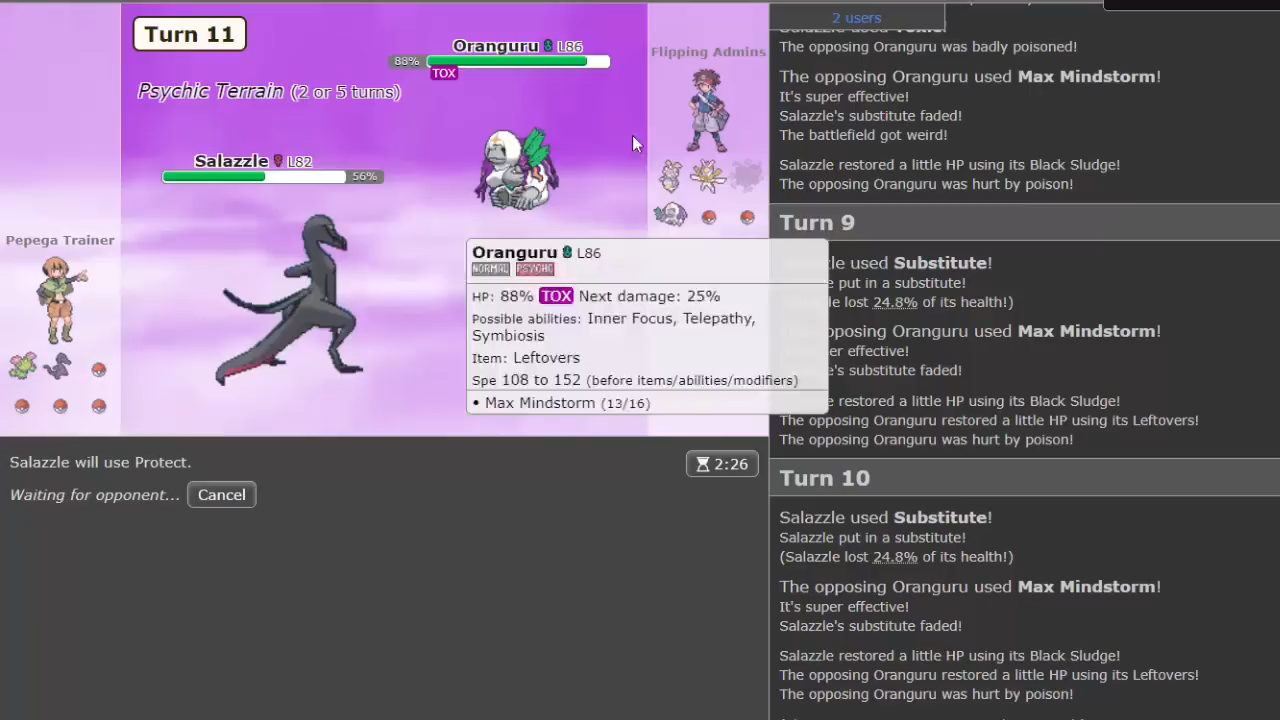 Turn 11
Oranguru L86
88%
TOX
Psychic Terrain (2 or 5 turns)
Salazzle L82
56%
Pepega Trainer
Flipping Admins
Oranguru L86
NORMAL PSYCHC
HP: 88% TOX Next damage: 25%
Possible abilities: Inner Focus, Telepathy,
Symbiosis
Item: Leftovers
Spe 108 to 152 (before items/abilities/modifiers)
• Max Mindstorm (13/16)
Salazzle will use Protect.
2:26
Waiting for opponent... Cancel
2 users
The opposing Oranguru was badly poisoned!
The opposing Oranguru used Max Mindstorm!
It's super effective!
Salazzle's substitute faded!
The battlefield got weird!
Salazzle restored a little HP using its Black Sludge!
The opposing Oranguru was hurt by poison!
Turn 9
le used Substitute!
e put in a substitute!
le lost 24.8% of its health!)
pposing Oranguru used Max Mindstorm!
er effective!
le's substitute faded!
le restored a little HP using its Black Sludge!
The opposing Oranguru restored a little HP using its Leftovers!
The opposing Oranguru was hurt by poison!
Turn 10
Salazzle used Substitute!
Salazzle put in a substitute!
(Salazzle lost 24.8% of its health!)
The opposing Oranguru used Max Mindstorm!
It's super effective!
Salazzle's substitute faded!
Salazzle restored a little HP using its Black Sludge!
The opposing Oranguru restored a little HP using its Leftovers!
The opposing Oranguru was hurt by poison!